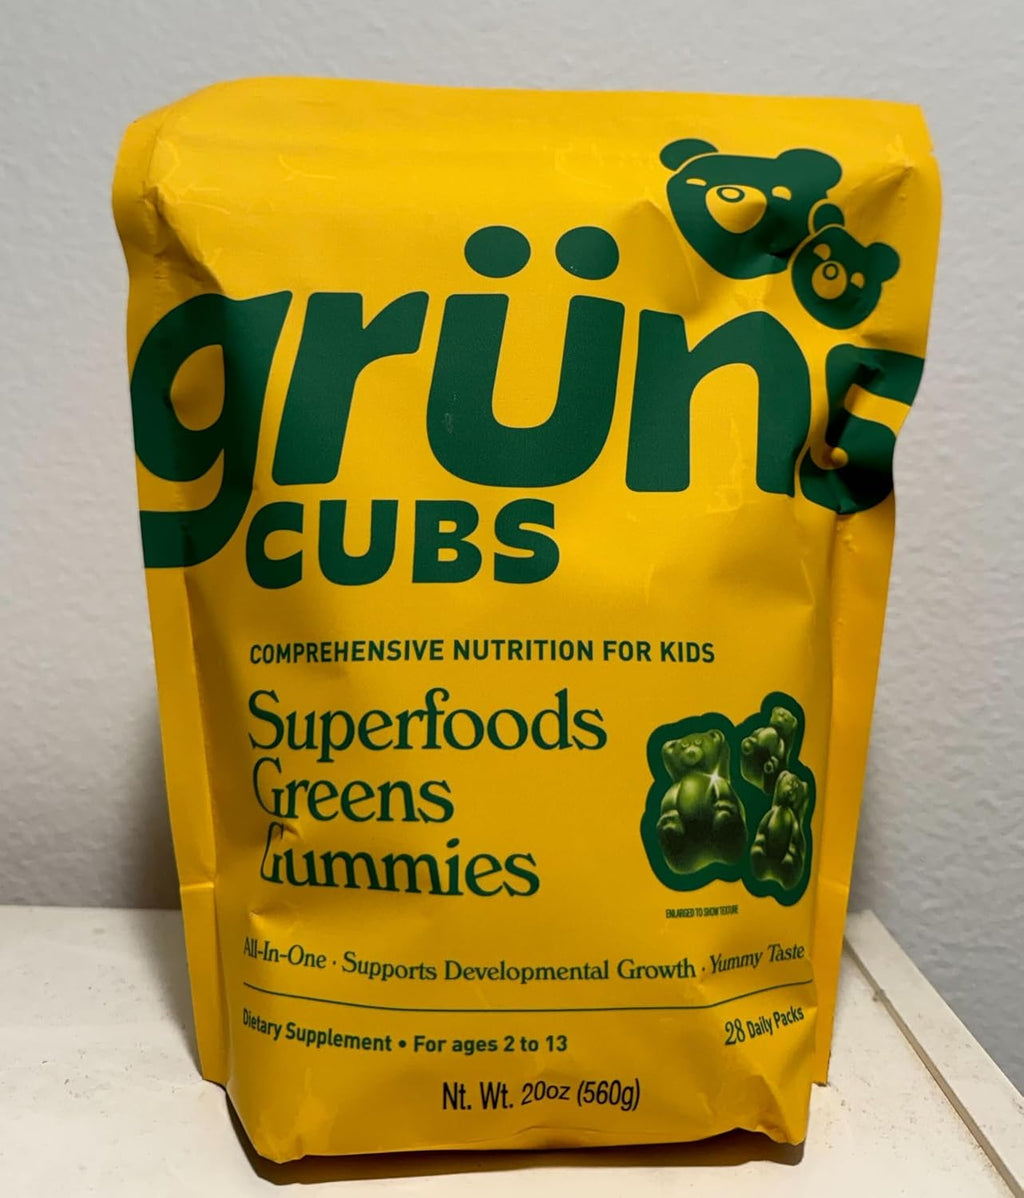 grüns
CUBS
COMPREHENSIVE NUTRITION FOR KIDS
Superfoods
Greens
Gummies
ENLARGED TO SHOW TEXTURE
All-In-One · Supports Developmental Growth · Yummy Taste
Dietary Supplement • For ages 2 to 13
28 Daily Packs
Nt. Wt. 20oz (560g)